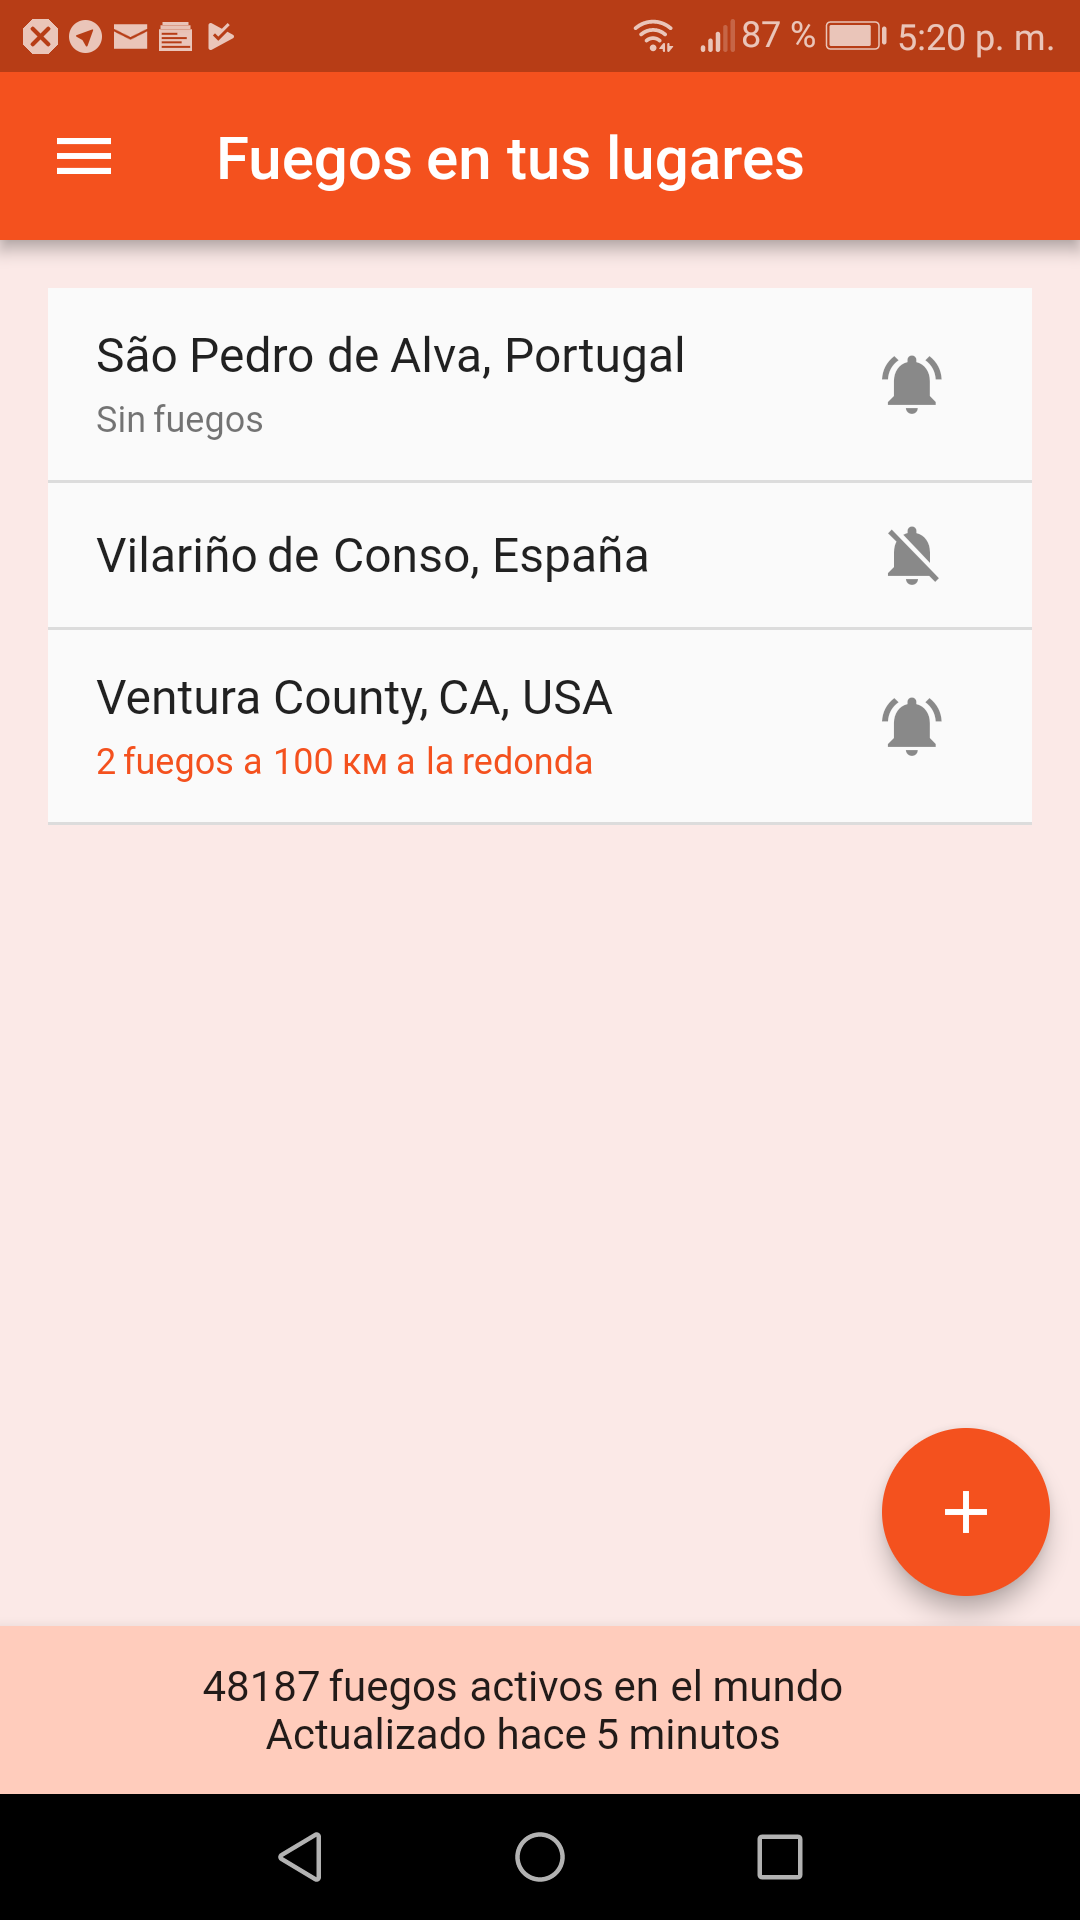 87 % 5:20 p. m.
Fuegos en tus lugares
São Pedro de Alva, Portugal
Sin fuegos
Vilariño de Conso, España
Ventura County, CA, USA
2 fuegos a 100 км a la redonda
48187 fuegos activos en el mundo
Actualizado hace 5 minutos